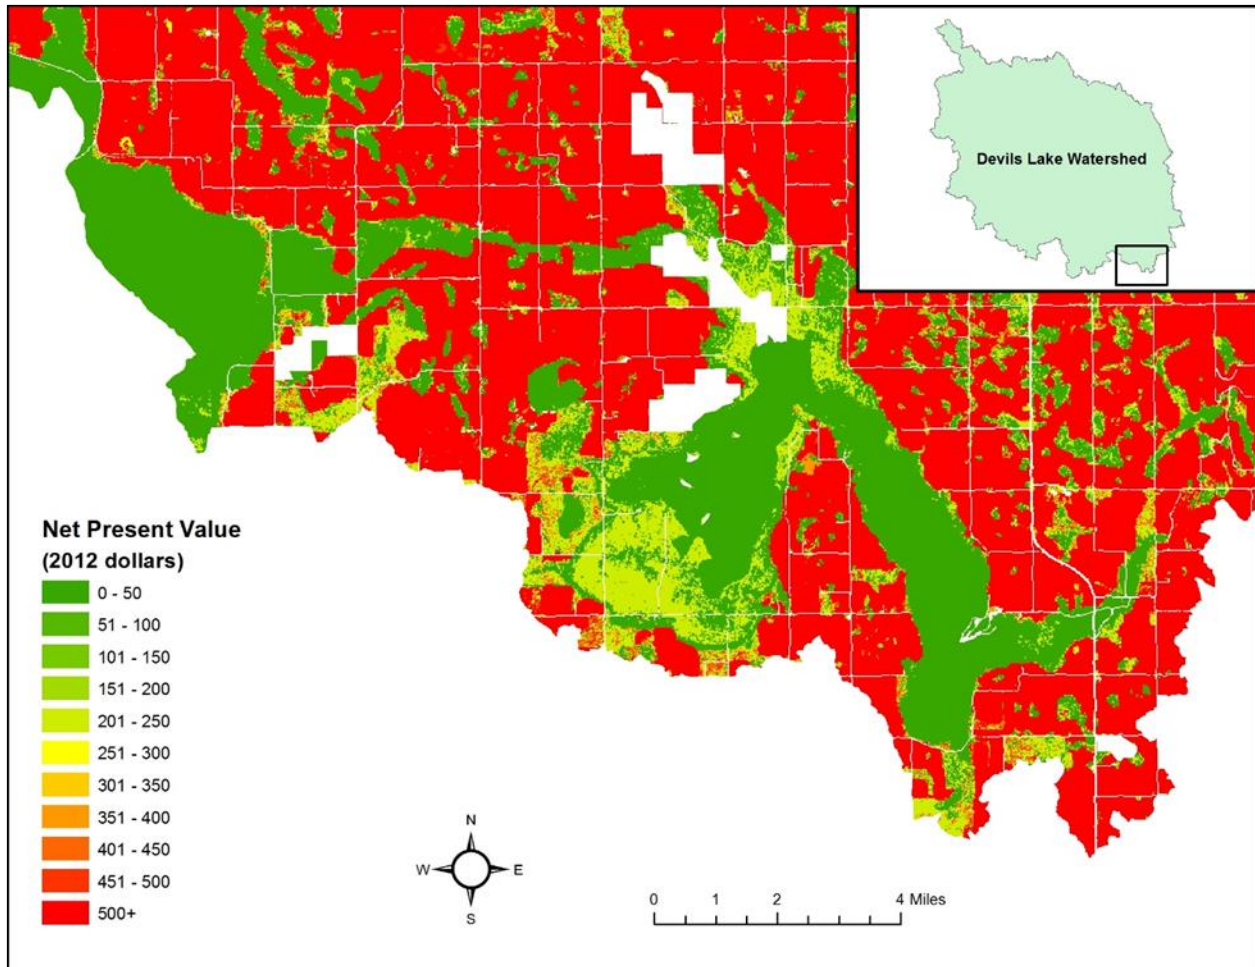 Devils Lake Watershed
Net Present Value
(2012 dollars)
0 - 50
51 - 100
101 - 150
151 - 200
201 - 250
251 - 300
301 - 350
351 - 400
401 - 450
451 - 500
500+
N
W E
S
0 1 2 4 Miles